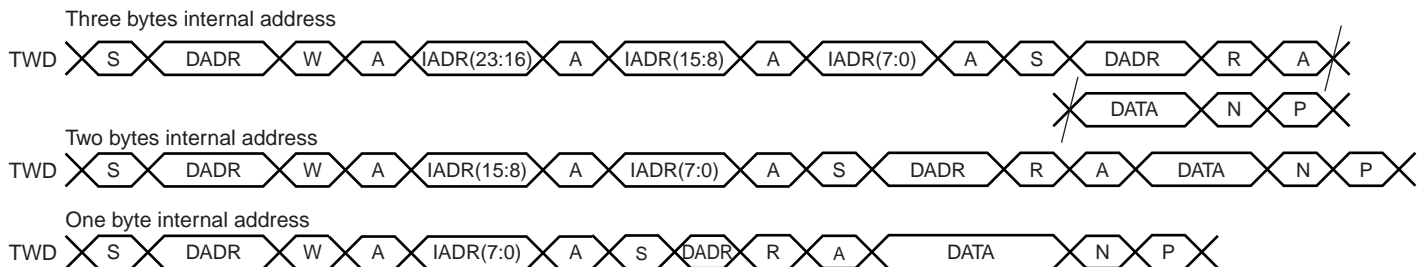 Three bytes internal address
TWD S DADR W A IADR(23:16) A IADR(15:8) A IADR(7:0) A S DADR R A
DATA N P
Two bytes internal address
TWD S DADR W A IADR(15:8) A IADR(7:0) A S DADR R A DATA N P
One byte internal address
TWD S DADR W A IADR(7:0) A S DADR R A DATA N P